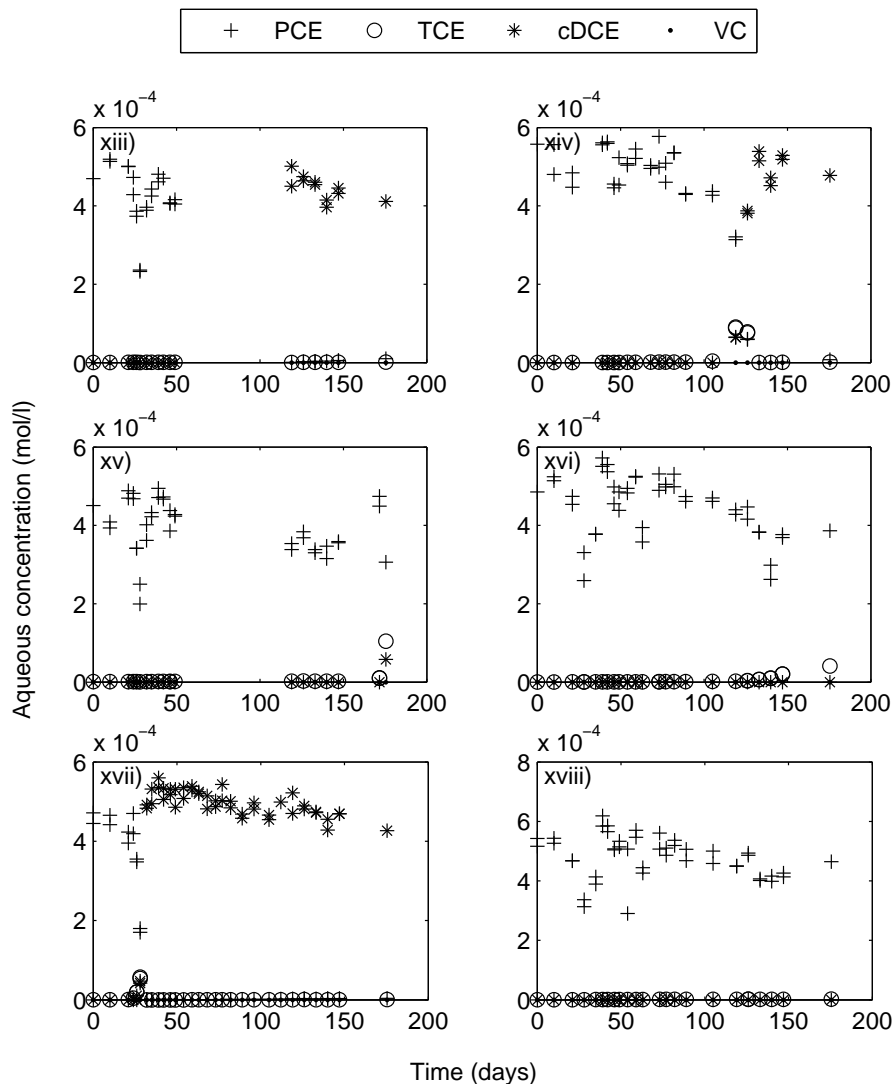 PCE TCE cDCE VC
x 10−4 x 10−4
xiii) xiv)
6 6
4 4
2 2
0 0
0 50 100 150 200 0 50 100 150 200
x 10−4 x 10−4
xv) xvi)
6 6
4 4
2 2
0 0
0 50 100 150 200 0 50 100 150 200
x 10−4 x 10−4
xvii) xviii)
6 8
4 6
2 4
0 2
0
0 50 100 150 200 0 50 100 150 200
Aqueous concentration (mol/l)
Time (days)